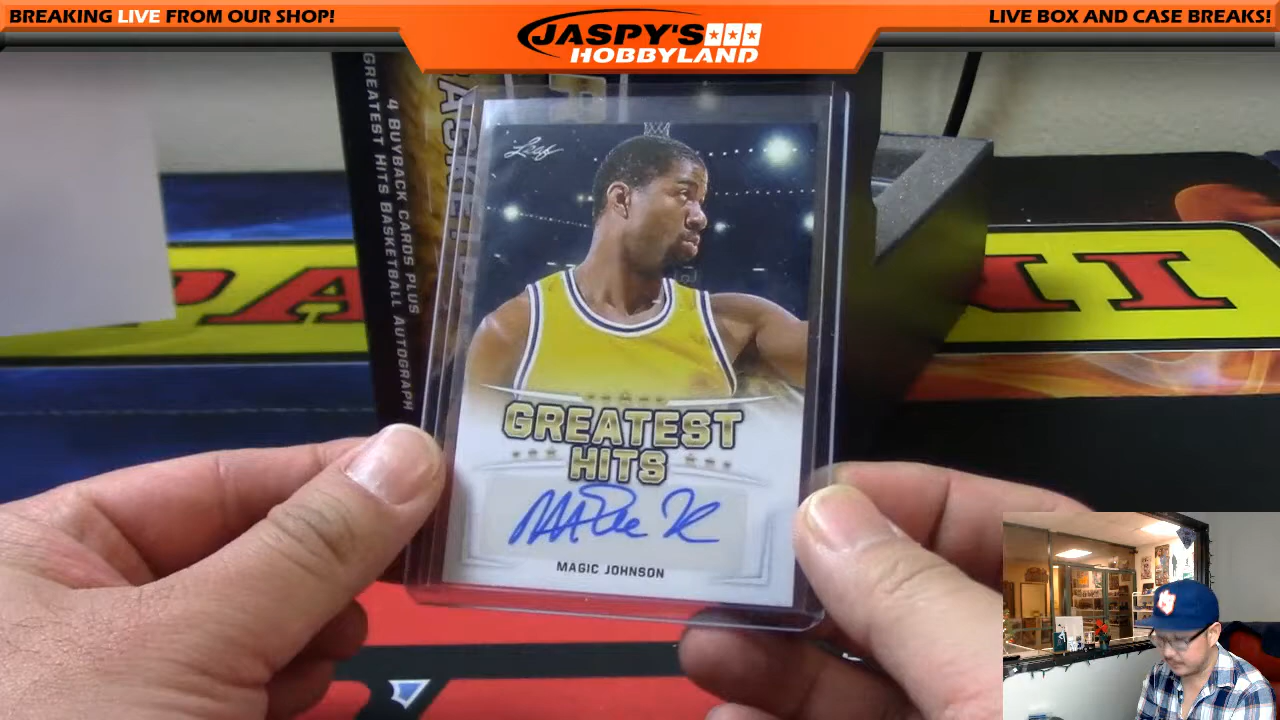 BREAKING LIVE FROM OUR SHOP!
JASPY'S
HOBBYLAND
LIVE BOX AND CASE BREAKS!
4 BUYBACK CARDS PLUS
GREATEST HITS BASKETBALL AUTOGRAPH
Leaf
GREATEST
HITS
MAGIC JOHNSON